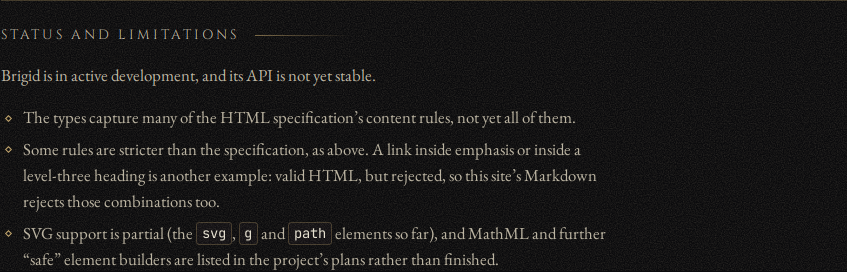 STATUS AND LIMITATIONS
Brigid is in active development, and its API is not yet stable.
The types capture many of the HTML specification’s content rules, not yet all of them.
Some rules are stricter than the specification, as above. A link inside emphasis or inside a
level-three heading is another example: valid HTML, but rejected, so this site’s Markdown
rejects those combinations too.
SVG support is partial (the svg, g and path elements so far), and MathML and further
“safe” element builders are listed in the project’s plans rather than finished.